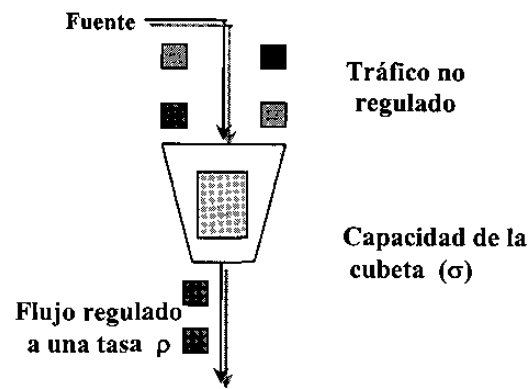 Fuente
Tráfico no
regulado
Capacidad de la
cubeta (σ)
Flujo regulado
a una tasa ρ